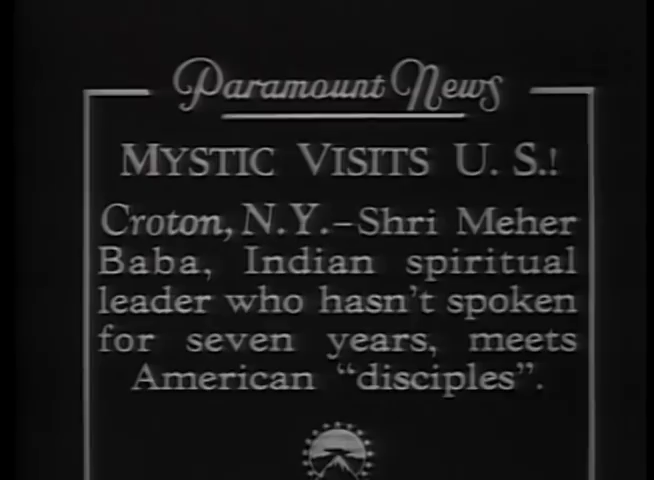 Paramount News
MYSTIC VISITS U. S.!
Croton, N.Y.–Shri Meher
Baba, Indian spiritual
leader who hasn't spoken
for seven years, meets
American “disciples”.